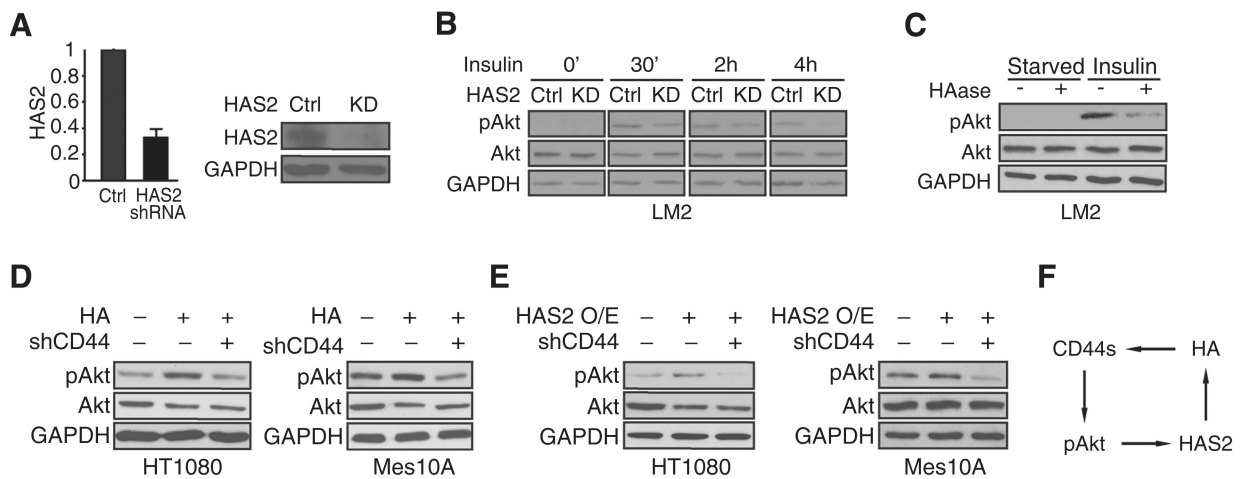 A
HAS2
1
0.8
0.6
0.4
0.2
0
Ctrl
HAS2
shRNA
HAS2 Ctrl KD
HAS2
GAPDH
B
Insulin 0' 30' 2h 4h
HAS2 Ctrl KD Ctrl KD Ctrl KD Ctrl KD
pAkt
Akt
GAPDH
LM2
C
Starved Insulin
HAase - + - +
pAkt
Akt
GAPDH
LM2
D
HA – + +
shCD44 – – +
pAkt
Akt
GAPDH
HT1080
HA – + +
shCD44 – – +
pAkt
Akt
GAPDH
Mes10A
E
HAS2 O/E – + +
shCD44 – – +
pAkt
Akt
GAPDH
HT1080
HAS2 O/E – + +
shCD44 – – +
pAkt
Akt
GAPDH
Mes10A
F
CD44s HA
pAkt HAS2